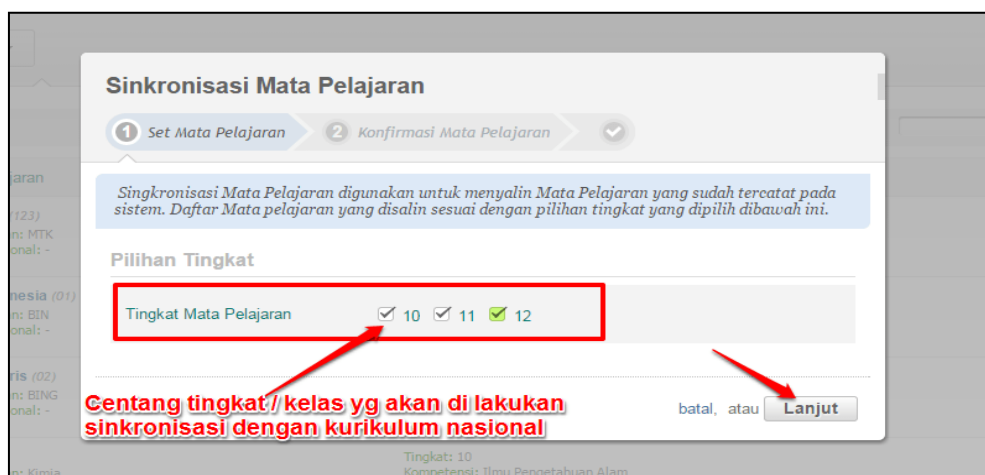 Sinkronisasi Mata Pelajaran
1 Set Mata Pelajaran 2 Konfirmasi Mata Pelajaran
Singkronisasi Mata Pelajaran digunakan untuk menyalin Mata Pelajaran yang sudah tercatat pada
sistem. Daftar Mata pelajaran yang disalin sesuai dengan pilihan tingkat yang dipilih dibawah ini.
jaran
(123)
n: MTK
onal: -
Pilihan Tingkat
nesia (01)
n: BIN
onal: -
Tingkat Mata Pelajaran 10 11 12
ris (02)
n: BING
onal: -
Centang tingkat / kelas yg akan di lakukan
sinkronisasi dengan kurikulum nasional
batal, atau Lanjut
Tingkat: 10
n: Kimia Kompetensi: Ilmu Pengetahuan Alam